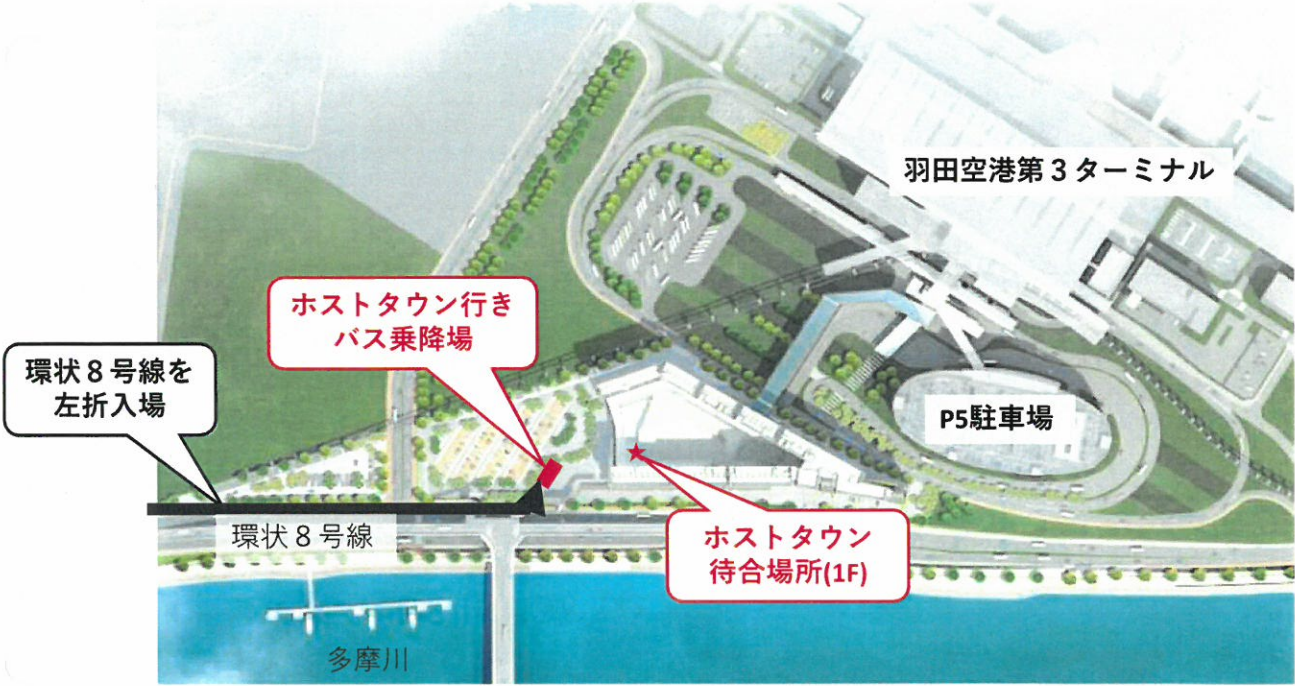 羽田空港第３ターミナル
ホストタウン行き
バス乗降場
環状８号線を
左折入場
P5駐車場
環状８号線
ホストタウン
待合場所(1F)
多摩川